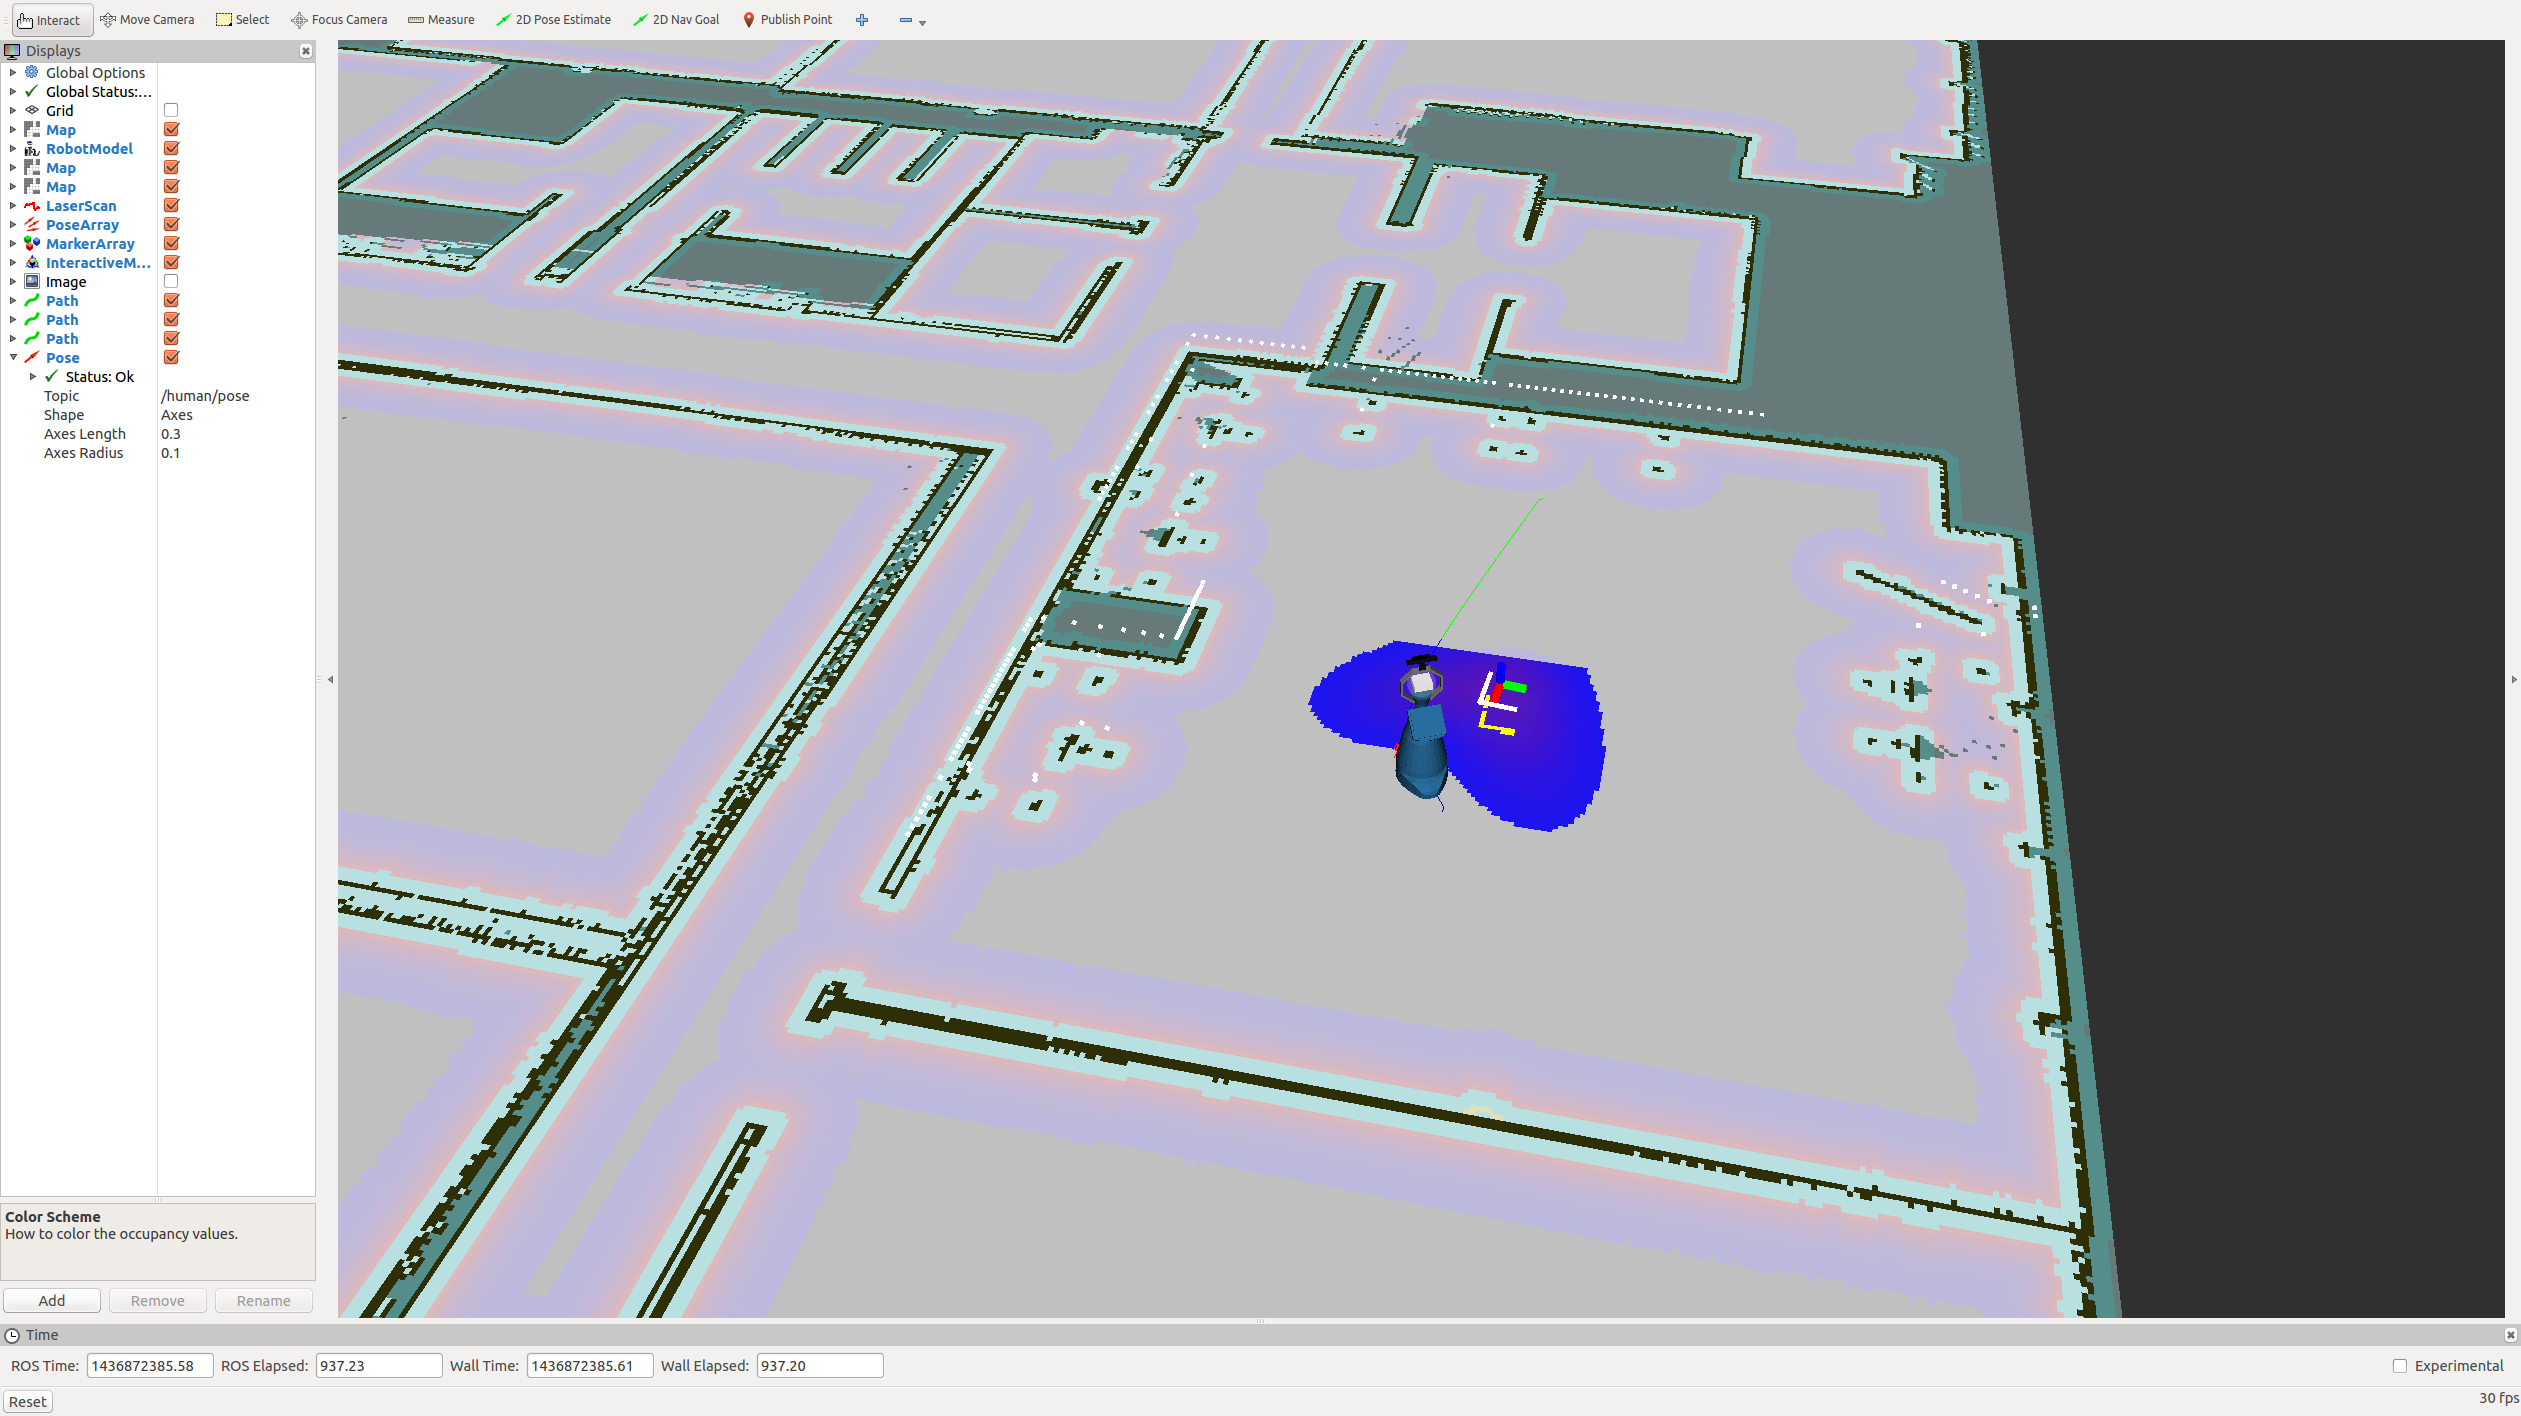 Interact Move Camera Select Focus Camera Measure 2D Pose Estimate 2D Nav Goal Publish Point
Displays
Global Options
Global Status:...
Grid
Map
RobotModel
Map
Map
LaserScan
PoseArray
MarkerArray
InteractiveM...
Image
Path
Path
Path
Pose
Status: Ok
Topic /human/pose
Shape Axes
Axes Length 0.3
Axes Radius 0.1
Color Scheme
How to color the occupancy values.
Add Remove Rename
Time
ROS Time: 1436872385.58 ROS Elapsed: 937.23 Wall Time: 1436872385.61 Wall Elapsed: 937.20 Experimental
Reset 30 fps